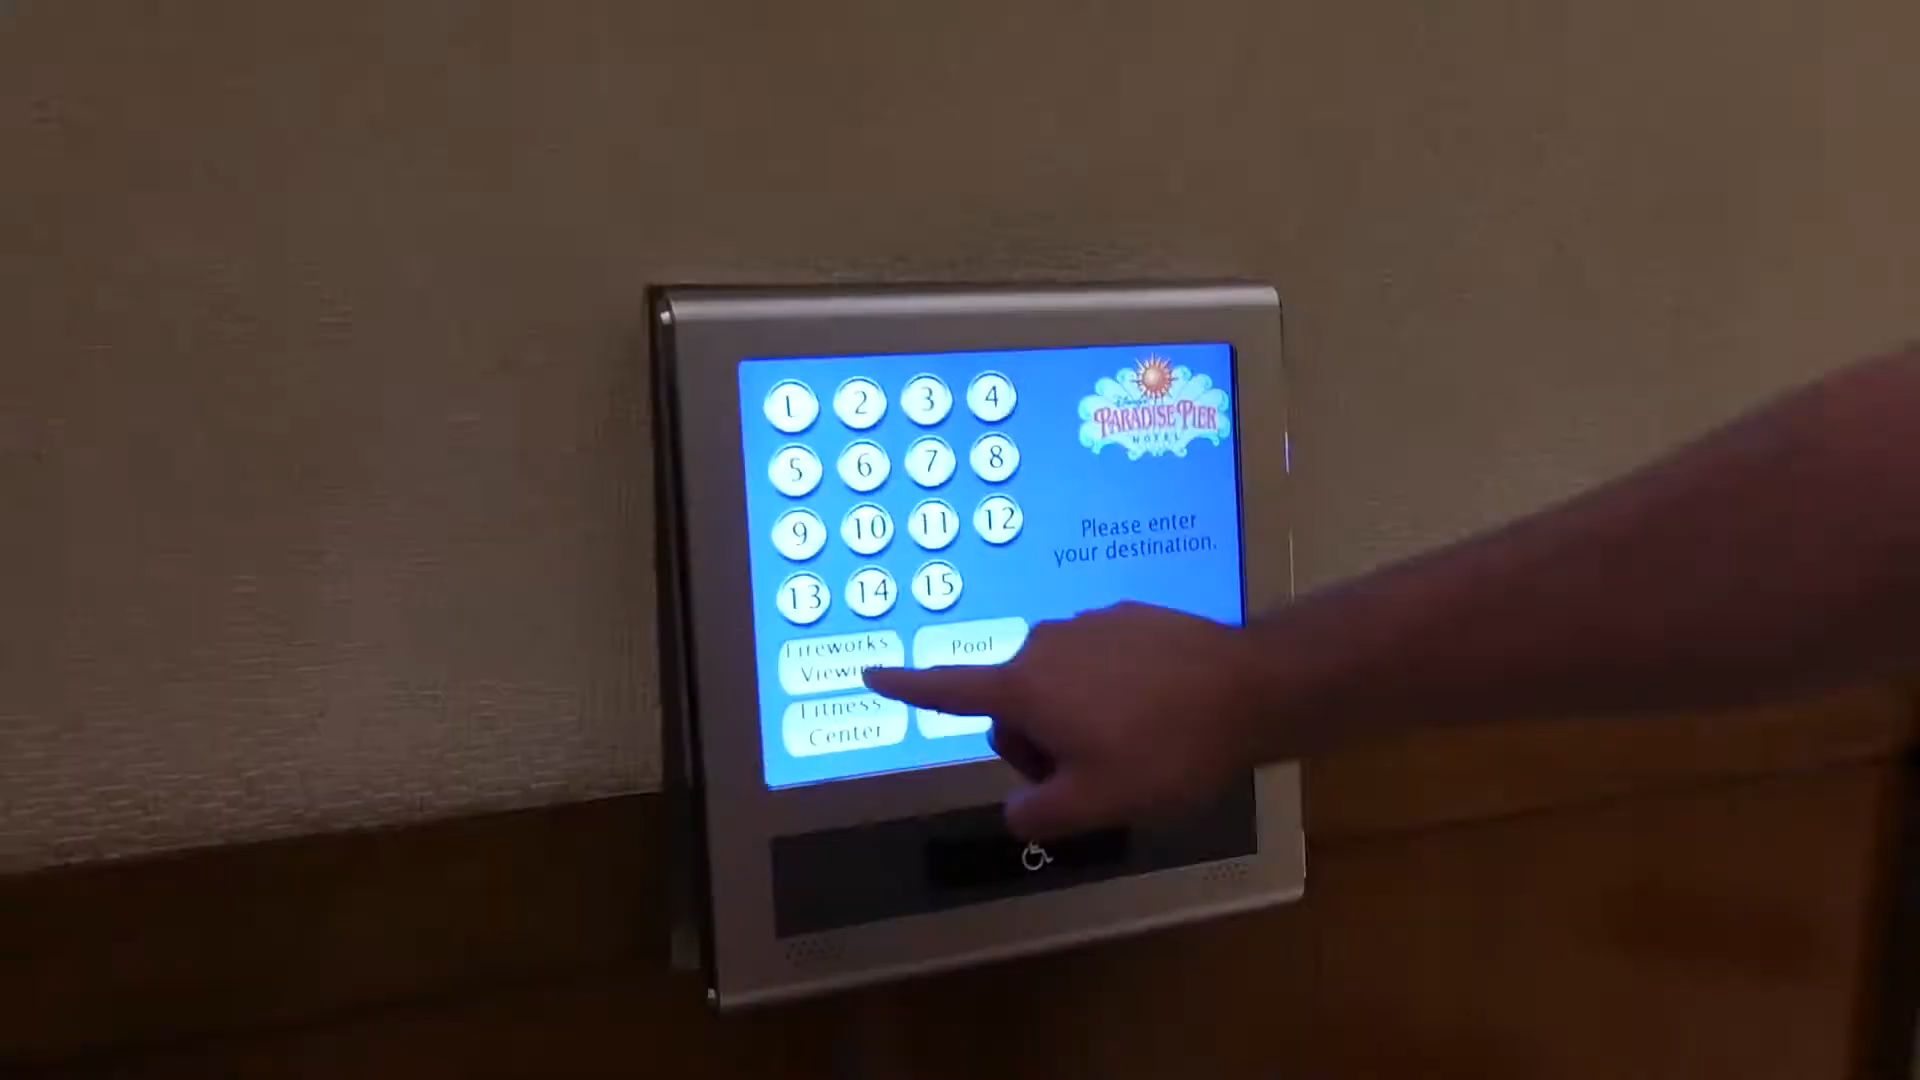 1 2 3 4
5 6 7 8
9 10 11 12
13 14 15
Disney's
PARADISE PIER
HOTEL
Please enter
your destination.
Fireworks
Viewing
Pool
Fitness
Center